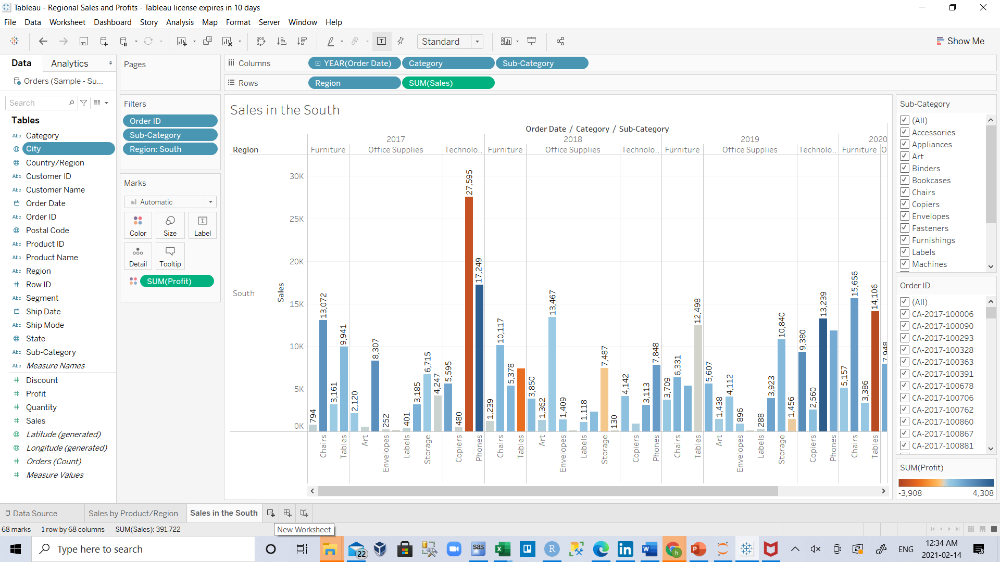 Tableau - Regional Sales and Profits - Tableau license expires in 10 days
File Data Worksheet Dashboard Story Analysis Map Format Server Window Help
Standard
Show Me
Data
Analytics
Orders (Sample - Su...
Search
Tables
Category
City
Country/Region
Customer ID
Customer Name
Order Date
Order ID
Postal Code
Product ID
Product Name
Region
Row ID
Segment
Ship Date
Ship Mode
State
Sub-Category
Measure Names
Discount
Profit
Quantity
Sales
Latitude (generated)
Longitude (generated)
Orders (Count)
Measure Values
Pages
Filters
Order ID
Sub-Category
Region: South
Marks
Automatic
Color Size Label
Detail Tooltip
SUM(Profit)
Columns YEAR(Order Date) Category Sub-Category
Rows Region SUM(Sales)
Sales in the South
Order Date / Category / Sub-Category
2017 2018 2019 2020
Region Furniture Office Supplies Technolo.. Furniture Office Supplies Technolo.. Furniture Office Supplies Technolo.. Furniture O
South
Sales
30K
25K
20K
15K
10K
5K
0K
794 13,072 3,161 9,941 2,120 8,307 252 401 3,185 6,715 4,247 5,595 480 27,595 17,249 1,239 10,117 5,378 3,850 1,362 13,467 1,409 1,118 7,487 130 4,142 3,113 7,848 3,709 6,331 12,498 5,607 1,438 4,112 896 288 3,923 10,840 1,456 9,380 2,560 13,239 5,157 15,656 3,386 14,106 7,948
Chairs Tables Art Envelopes Labels Storage Copiers Phones Chairs Tables Art Envelopes Labels Storage Copiers Phones Chairs Tables Art Envelopes Labels Storage Copiers Phones Chairs Tables
Sub-Category
(All)
Accessories
Appliances
Art
Binders
Bookcases
Chairs
Copiers
Envelopes
Fasteners
Furnishings
Labels
Machines
Order ID
(All)
CA-2017-100006
CA-2017-100090
CA-2017-100293
CA-2017-100328
CA-2017-100363
CA-2017-100391
CA-2017-100678
CA-2017-100706
CA-2017-100762
CA-2017-100860
CA-2017-100867
CA-2017-100881
SUM(Profit)
-3,908 4,308
Data Source Sales by Product/Region Sales in the South
New Worksheet
68 marks 1 row by 68 columns SUM(Sales): 391,722
Type here to search
22
ENG
12:34 AM
2021-02-14